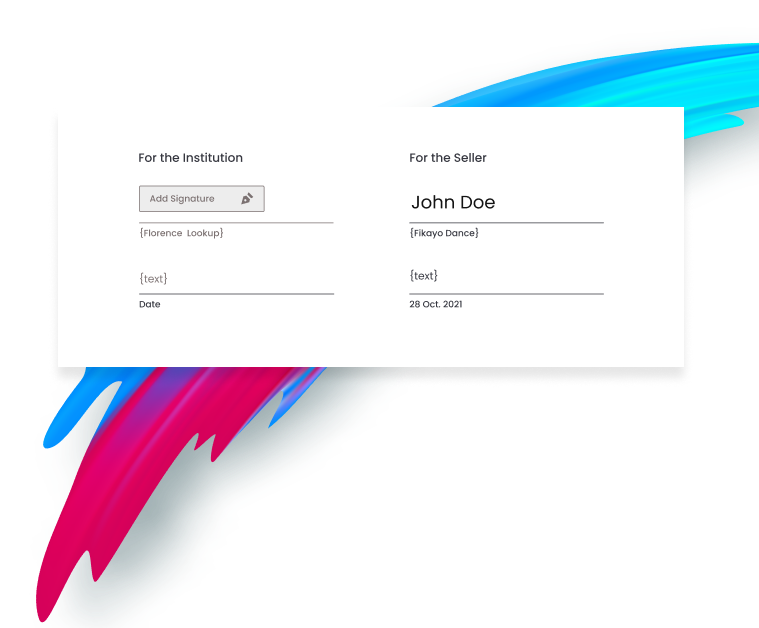 For the Institution
Add Signature
{Florence Lookup}
{text}
Date
For the Seller
John Doe
{Fikayo Dance}
{text}
28 Oct. 2021